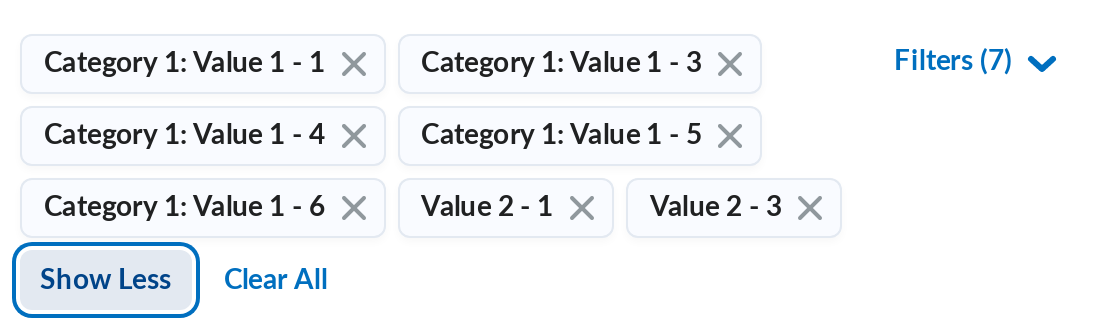 Category 1: Value 1 - 1 Category 1: Value 1 - 3 Filters (7)
Category 1: Value 1 - 4 Category 1: Value 1 - 5
Category 1: Value 1 - 6 Value 2 - 1 Value 2 - 3
Show Less Clear All